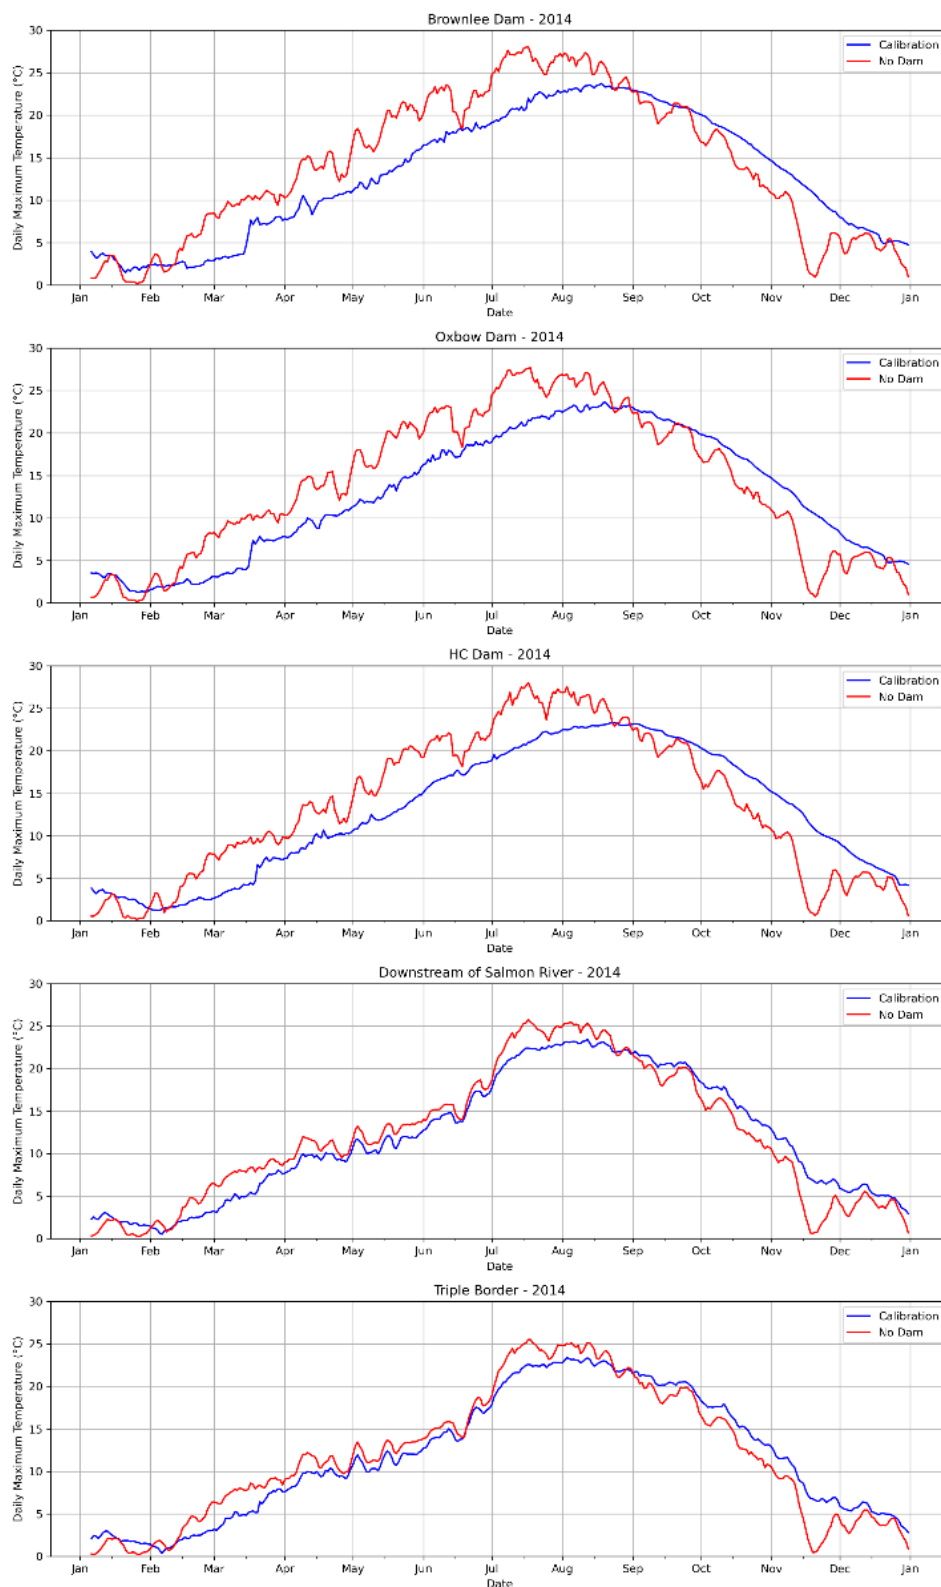 Brownlee Dam - 2014
Daily Maximum Temperature (°C)
30
25
20
15
10
5
0
Calibration
No Dam
Jan Feb Mar Apr May Jun Jul Aug Sep Oct Nov Dec Jan
Date
Oxbow Dam - 2014
Daily Maximum Temperature (°C)
30
25
20
15
10
5
0
Calibration
No Dam
Jan Feb Mar Apr May Jun Jul Aug Sep Oct Nov Dec Jan
Date
HC Dam - 2014
Daily Maximum Temperature (°C)
30
25
20
15
10
5
0
Calibration
No Dam
Jan Feb Mar Apr May Jun Jul Aug Sep Oct Nov Dec Jan
Date
Downstream of Salmon River - 2014
Daily Maximum Temperature (°C)
30
25
20
15
10
5
0
Calibration
No Dam
Jan Feb Mar Apr May Jun Jul Aug Sep Oct Nov Dec Jan
Date
Triple Border - 2014
Daily Maximum Temperature (°C)
30
25
20
15
10
5
0
Calibration
No Dam
Jan Feb Mar Apr May Jun Jul Aug Sep Oct Nov Dec Jan
Date